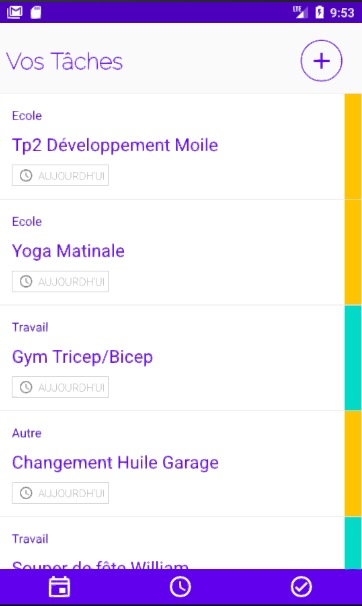 LTE 9:53
Vos Tâches
Ecole
Tp2 Développement Moile
AUJOURDH'UI
Ecole
Yoga Matinale
AUJOURDH'UI
Travail
Gym Tricep/Bicep
AUJOURDH'UI
Autre
Changement Huile Garage
AUJOURDH'UI
Travail
Souper de fête William